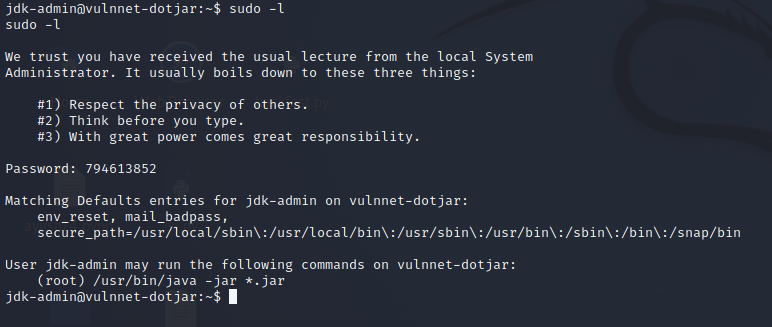 jdk-admin@vulnnet-dotjar:~$ sudo -l
sudo -l

We trust you have received the usual lecture from the local System
Administrator. It usually boils down to these three things:

    #1) Respect the privacy of others.
    #2) Think before you type.
    #3) With great power comes great responsibility.

Password: 794613852

Matching Defaults entries for jdk-admin on vulnnet-dotjar:
    env_reset, mail_badpass,
    secure_path=/usr/local/sbin\:/usr/local/bin\:/usr/sbin\:/usr/bin\:/sbin\:/bin\:/snap/bin

User jdk-admin may run the following commands on vulnnet-dotjar:
    (root) /usr/bin/java -jar *.jar
jdk-admin@vulnnet-dotjar:~$